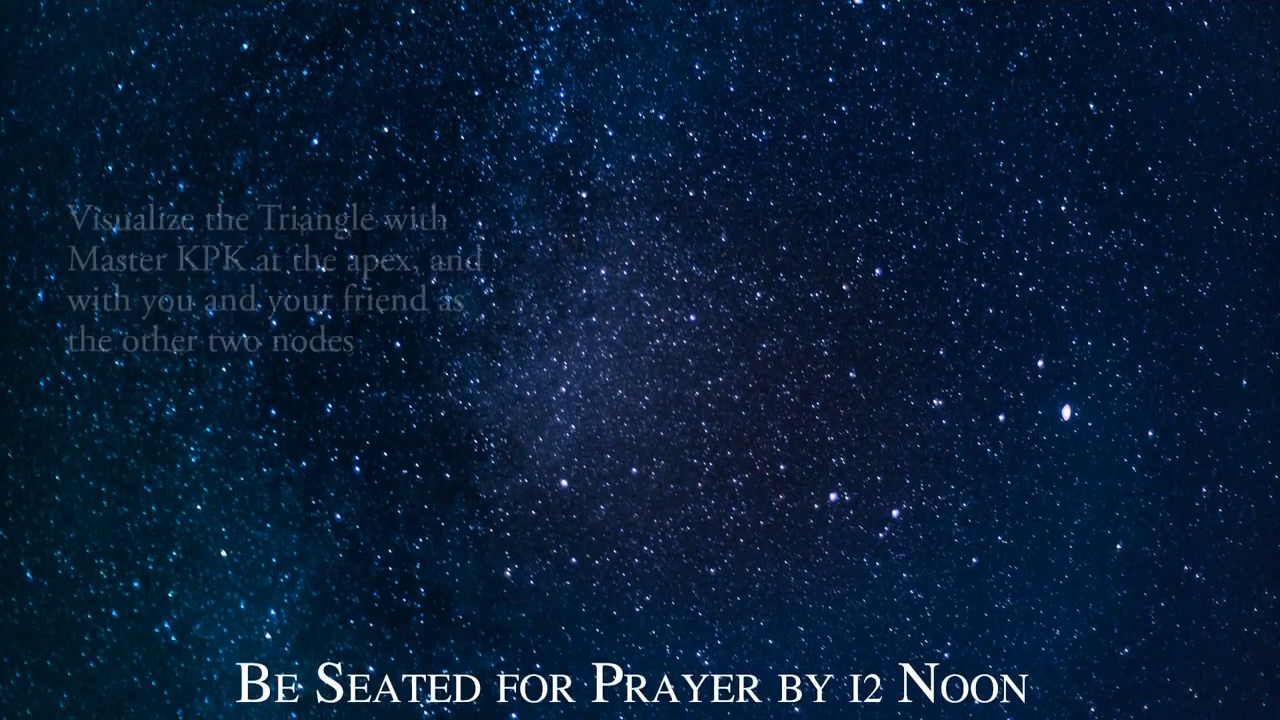 Visualize the Triangle with
Master KPK at the apex, and
with you and your friend as
the other two nodes
Be Seated for Prayer by 12 Noon